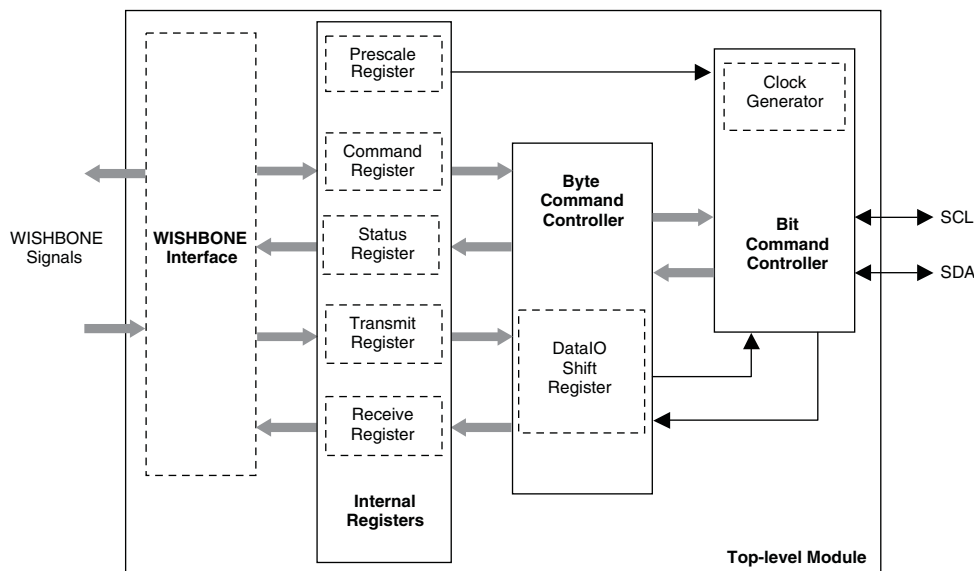 Prescale
Register
Clock
Generator
Command
Register
Byte
Command
Controller
WISHBONE
Signals
WISHBONE
Interface
Status
Register
Bit
Command
Controller
SCL
SDA
Transmit
Register
DataIO
Shift
Register
Receive
Register
Internal
Registers
Top-level Module